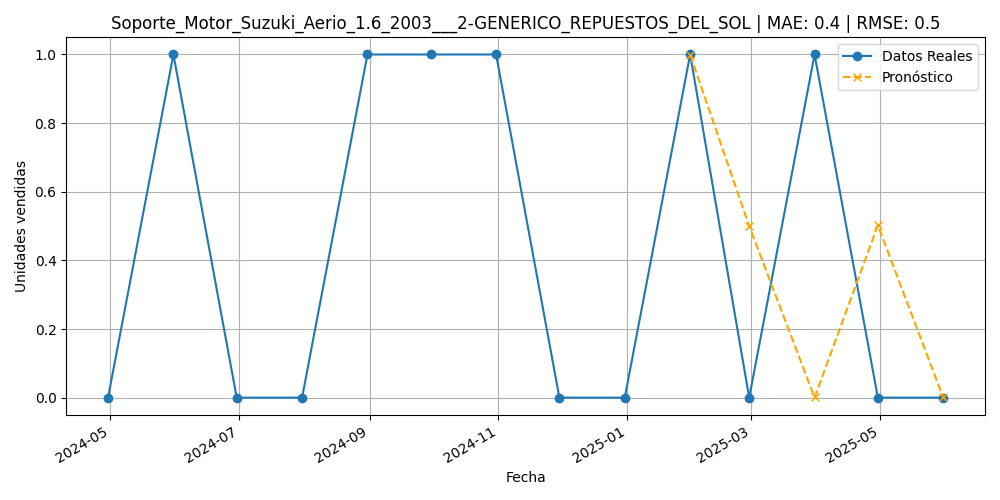 Soporte_Motor_Suzuki_Aerio_1.6_2003___2-GENERICO_REPUESTOS_DEL_SOL | MAE: 0.4 | RMSE: 0.5
Datos Reales
Pronóstico
Unidades vendidas
1.0
0.8
0.6
0.4
0.2
0.0
2024-05
2024-07
2024-09
2024-11
2025-01
2025-03
2025-05
Fecha